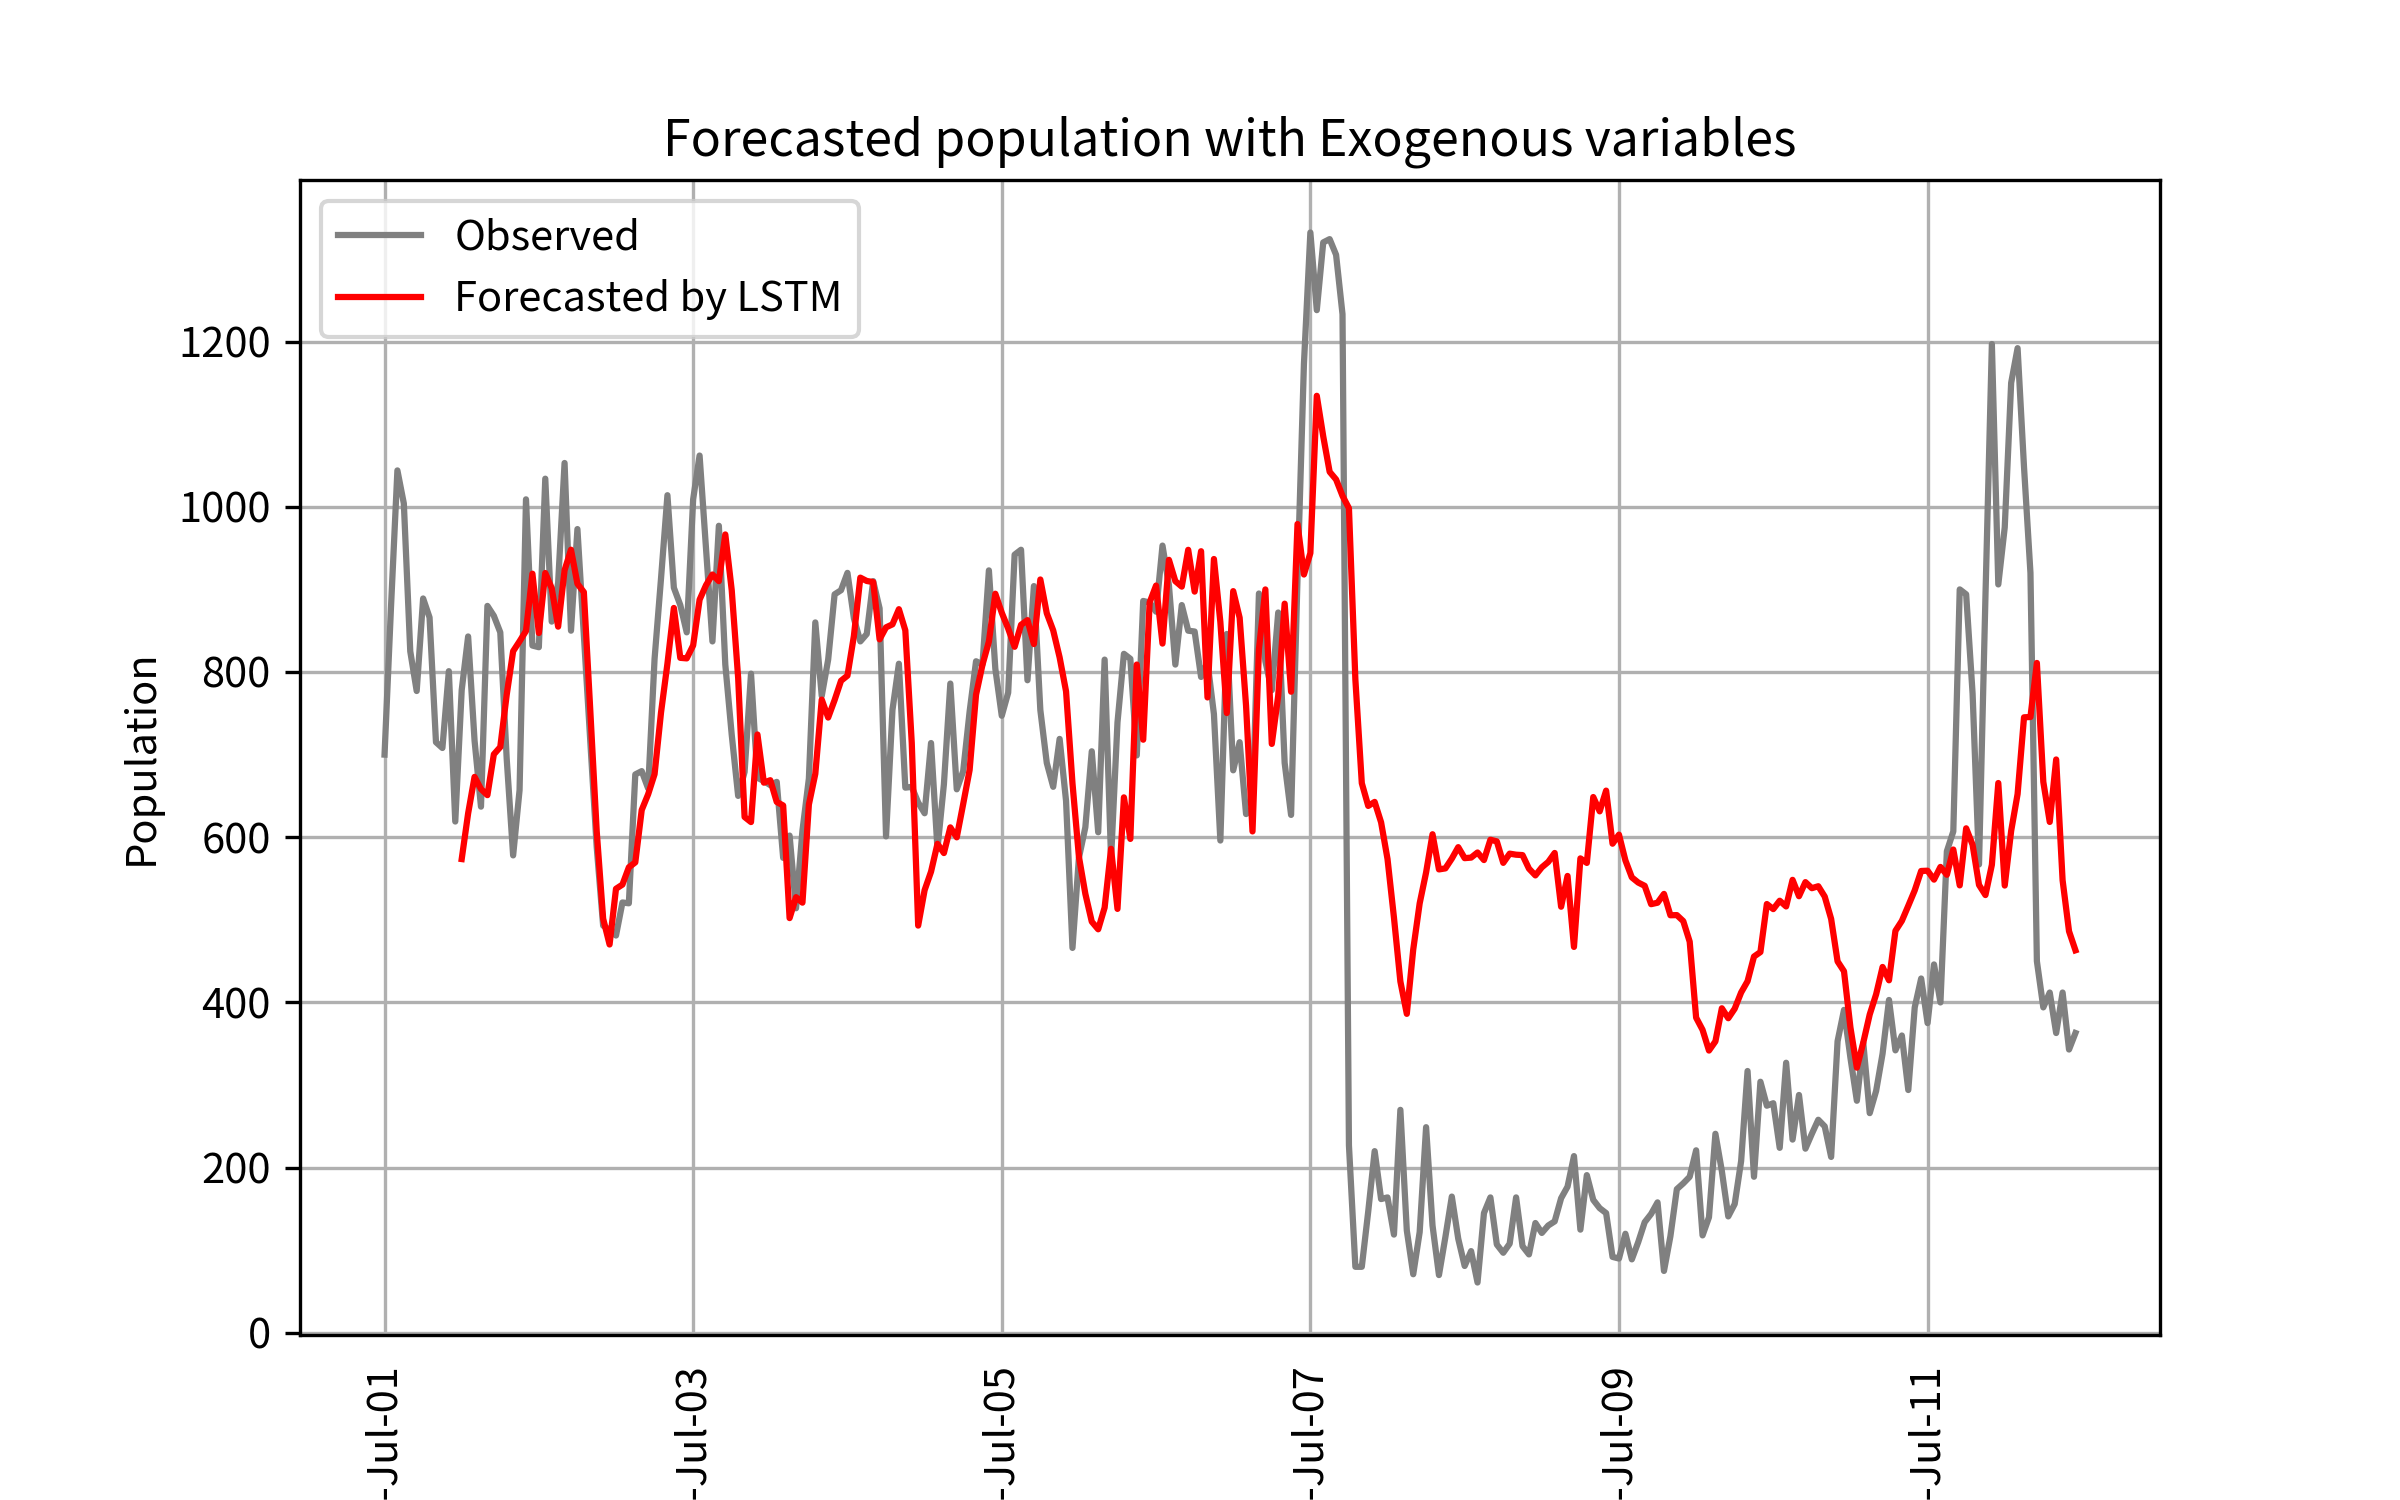 Forecasted population with Exogenous variables
Observed
Forecasted by LSTM
Population
1200
1000
800
600
400
200
0
-Jul-01
-Jul-03
-Jul-05
-Jul-07
-Jul-09
-Jul-11